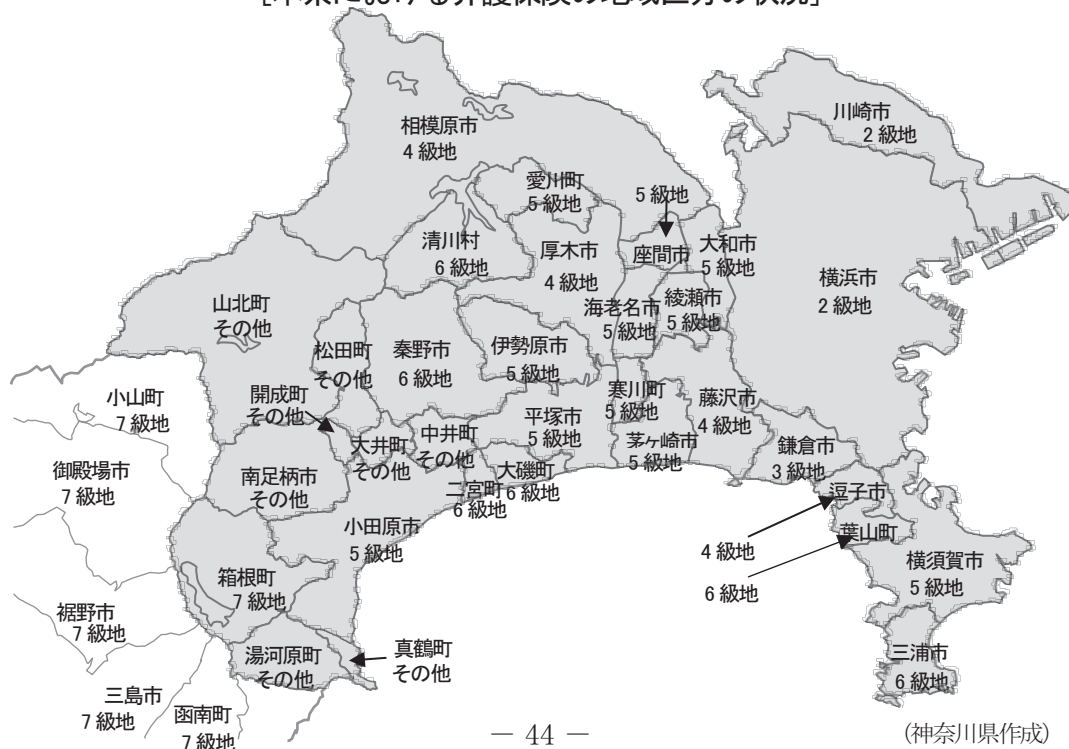 [本県における介護保険の地域区分の状況]
川崎市
2 級地
相模原市
4 級地
愛川町
5 級地
5 級地
清川村
6 級地
厚木市
4 級地
座間市
大和市
5 級地
横浜市
2 級地
山北町
その他
海老名市
5 級地
綾瀬市
5 級地
松田町
その他
秦野市
6 級地
伊勢原市
5 級地
小山町
7 級地
開成町
その他
寒川町
5 級地
藤沢市
4 級地
大井町
その他
中井町
その他
平塚市
5 級地
茅ヶ崎市
5 級地
鎌倉市
3 級地
御殿場市
7 級地
南足柄市
その他
二宮町
6 級地
大磯町
6 級地
逗子市
4 級地
葉山町
6 級地
小田原市
5 級地
横須賀市
5 級地
箱根町
7 級地
裾野市
7 級地
湯河原町
その他
真鶴町
その他
三浦市
6 級地
三島市
7 級地
函南町
7 級地
― 44 ―
(神奈川県作成)